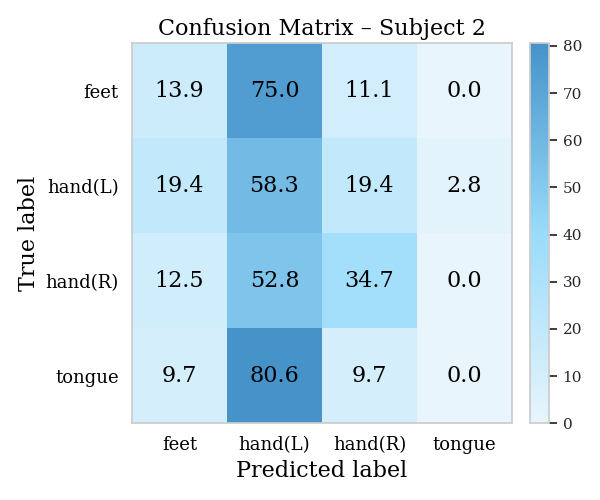 Confusion Matrix – Subject 2
feet 13.9 75.0 11.1 0.0
hand(L) 19.4 58.3 19.4 2.8
hand(R) 12.5 52.8 34.7 0.0
tongue 9.7 80.6 9.7 0.0
feet hand(L) hand(R) tongue
Predicted label
True label
80
70
60
50
40
30
20
10
0